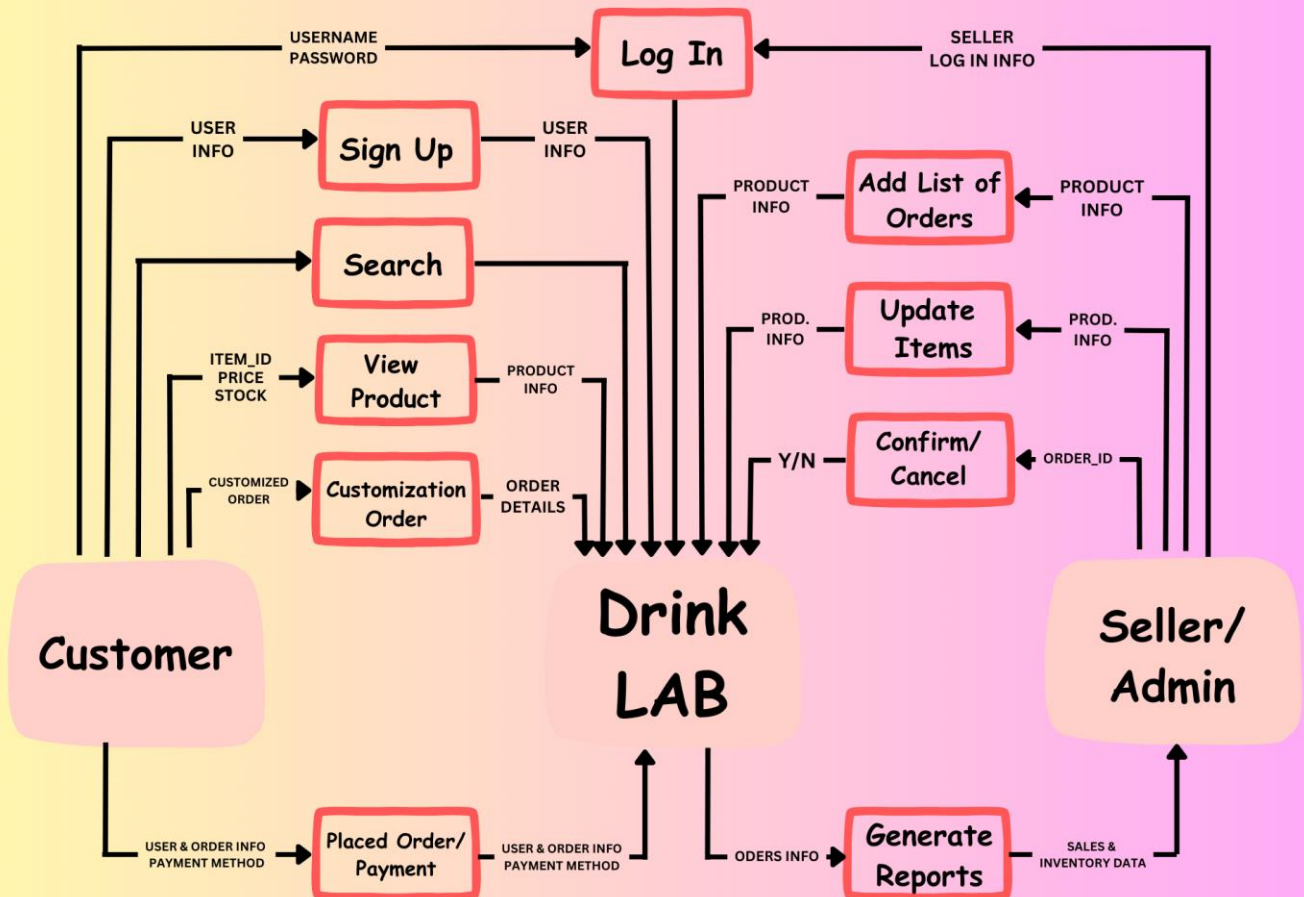 USERNAME
PASSWORD
Log In
SELLER
LOG IN INFO
USER
INFO
Sign Up
USER
INFO
PRODUCT
INFO
Add List of
Orders
PRODUCT
INFO
Search
ITEM_ID
PRICE
STOCK
View
Product
PRODUCT
INFO
PROD.
INFO
Update
Items
PROD.
INFO
CUSTOMIZED
ORDER
Customization
Order
ORDER
DETAILS
Y/N
Confirm/
Cancel
ORDER_ID
Customer
Drink
LAB
Seller/
Admin
USER & ORDER INFO
PAYMENT METHOD
Placed Order/
Payment
USER & ORDER INFO
PAYMENT METHOD
ODERS INFO
Generate
Reports
SALES &
INVENTORY DATA